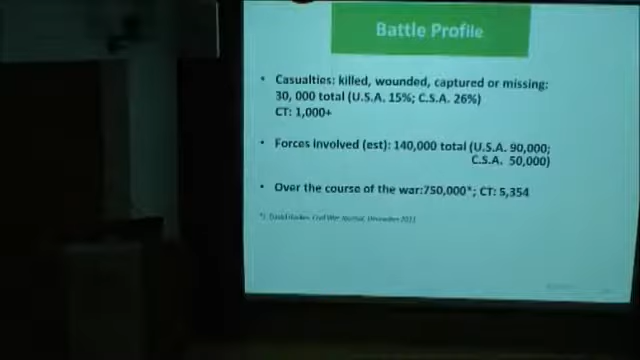 Battle Profile
• Casualties: killed, wounded, captured or missing:
30, 000 total (U.S.A. 15%; C.S.A. 26%)
CT: 1,000+
• Forces Involved (est): 140,000 total (U.S.A. 90,000;
C.S.A. 50,000)
• Over the course of the war:750,000*; CT: 5,354
David Hacker, Civil War Journal, December 2011